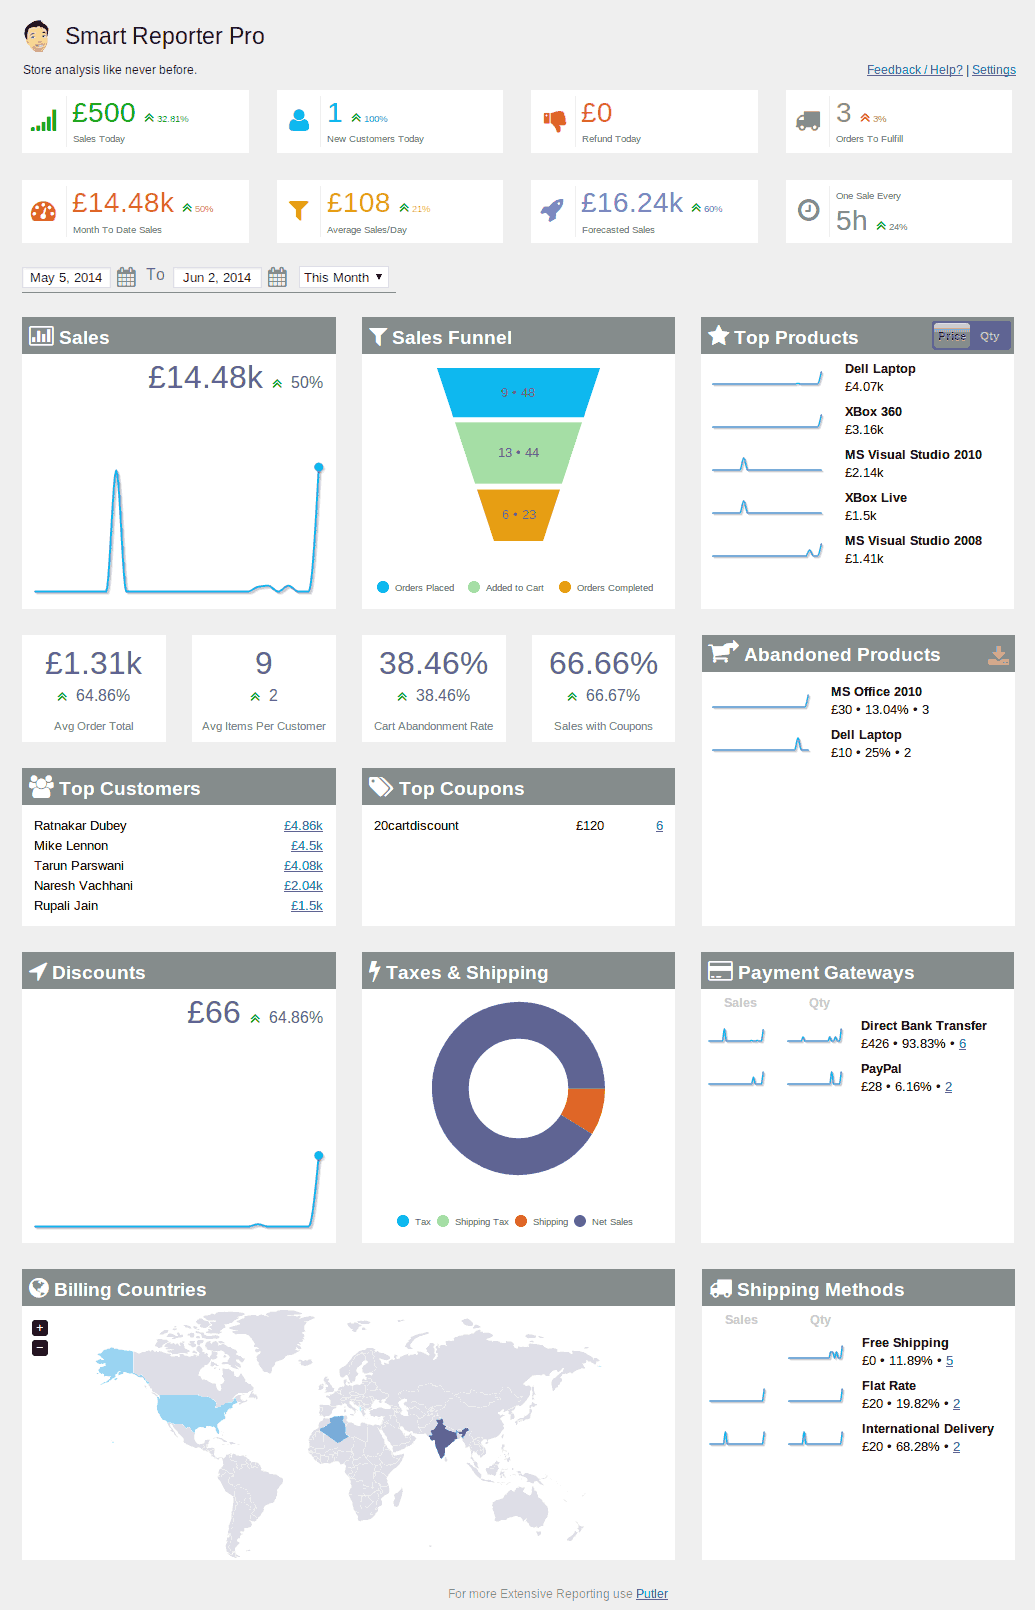 Smart Reporter Pro
Store analysis like never before.
Feedback / Help? | Settings
£500 32.81%
Sales Today
1 100%
New Customers Today
£0
Refund Today
3 3%
Orders To Fulfill
£14.48k 50%
Month To Date Sales
£108 21%
Average Sales/Day
£16.24k 60%
Forecasted Sales
One Sale Every
5h 24%
May 5, 2014 To Jun 2, 2014 This Month
Sales
£14.48k 50%
Sales Funnel
9 • 48
13 • 44
6 • 23
Orders Placed Added to Cart Orders Completed
Top Products Price Qty
Dell Laptop
£4.07k
XBox 360
£3.16k
MS Visual Studio 2010
£2.14k
XBox Live
£1.5k
MS Visual Studio 2008
£1.41k
£1.31k
64.86%
Avg Order Total
9
2
Avg Items Per Customer
38.46%
38.46%
Cart Abandonment Rate
66.66%
66.67%
Sales with Coupons
Abandoned Products
MS Office 2010
£30 • 13.04% • 3
Dell Laptop
£10 • 25% • 2
Top Customers
Ratnakar Dubey £4.86k
Mike Lennon £4.5k
Tarun Parswani £4.08k
Naresh Vachhani £2.04k
Rupali Jain £1.5k
Top Coupons
20cartdiscount £120 6
Discounts
£66 64.86%
Taxes & Shipping
Tax Shipping Tax Shipping Net Sales
Payment Gateways
Sales Qty
Direct Bank Transfer
£426 • 93.83% • 6
PayPal
£28 • 6.16% • 2
Billing Countries
+
−
Shipping Methods
Sales Qty
Free Shipping
£0 • 11.89% • 5
Flat Rate
£20 • 19.82% • 2
International Delivery
£20 • 68.28% • 2
For more Extensive Reporting use Putler